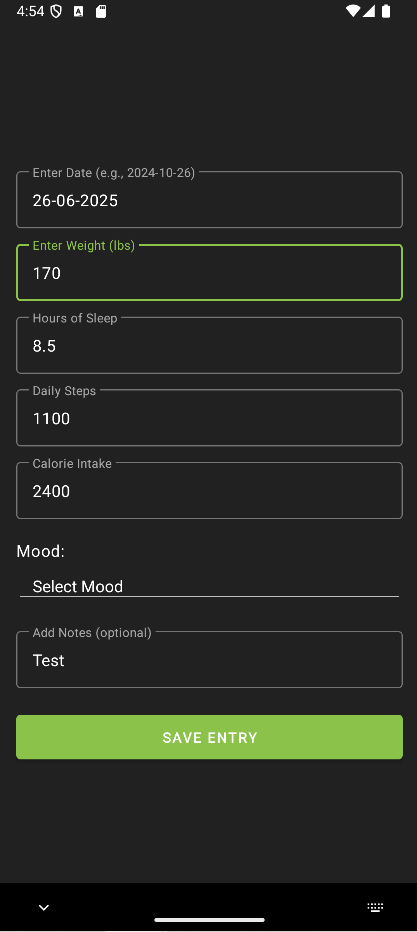 4:54
Enter Date (e.g., 2024-10-26)
26-06-2025
Enter Weight (lbs)
170
Hours of Sleep
8.5
Daily Steps
1100
Calorie Intake
2400
Mood:
Select Mood
Add Notes (optional)
Test
SAVE ENTRY